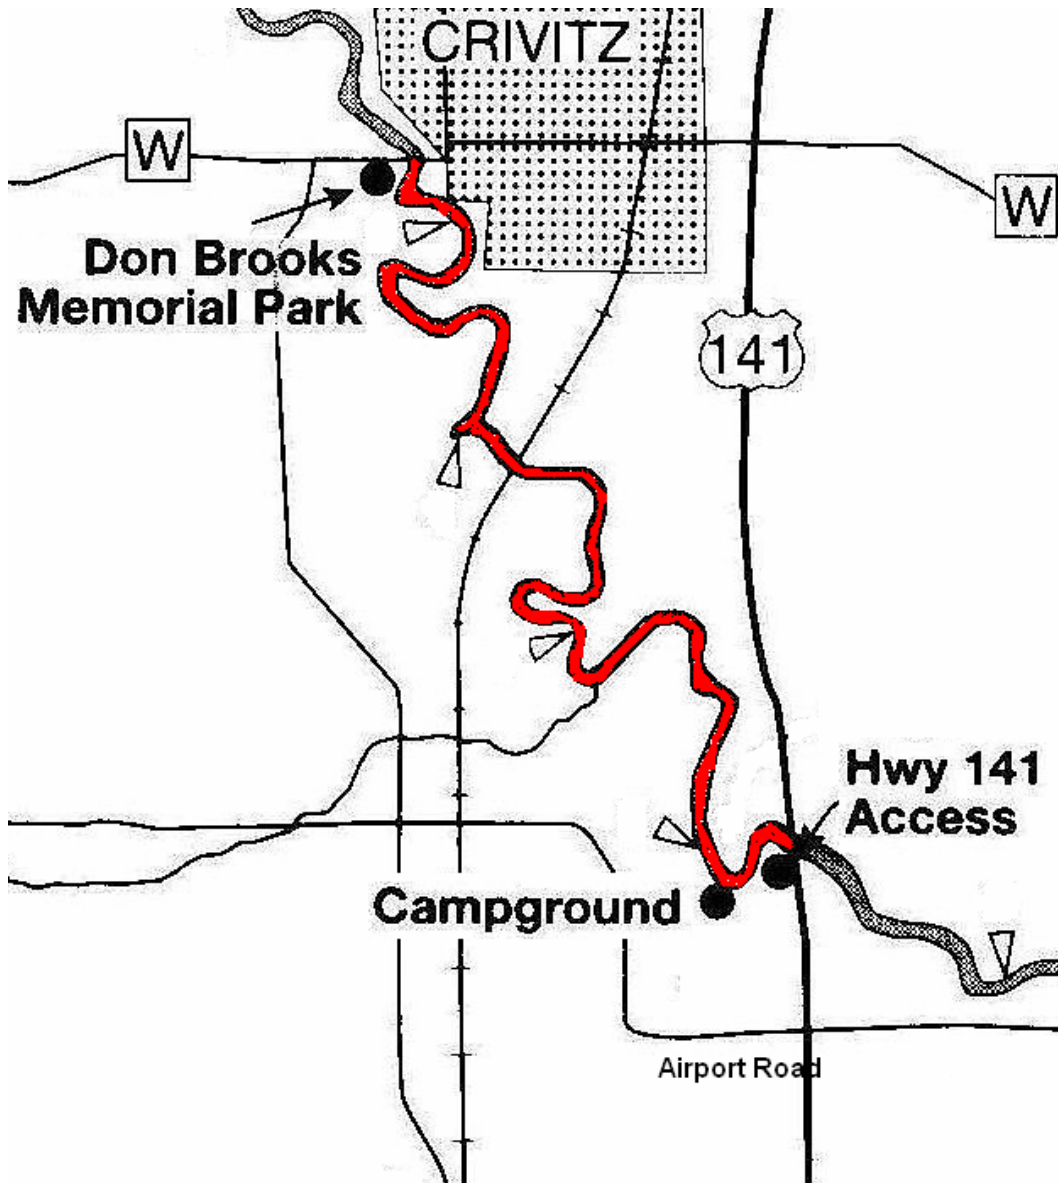 CRIVITZ
W
W
Don Brooks
Memorial Park
141
Hwy 141
Access
Campground
Airport Road